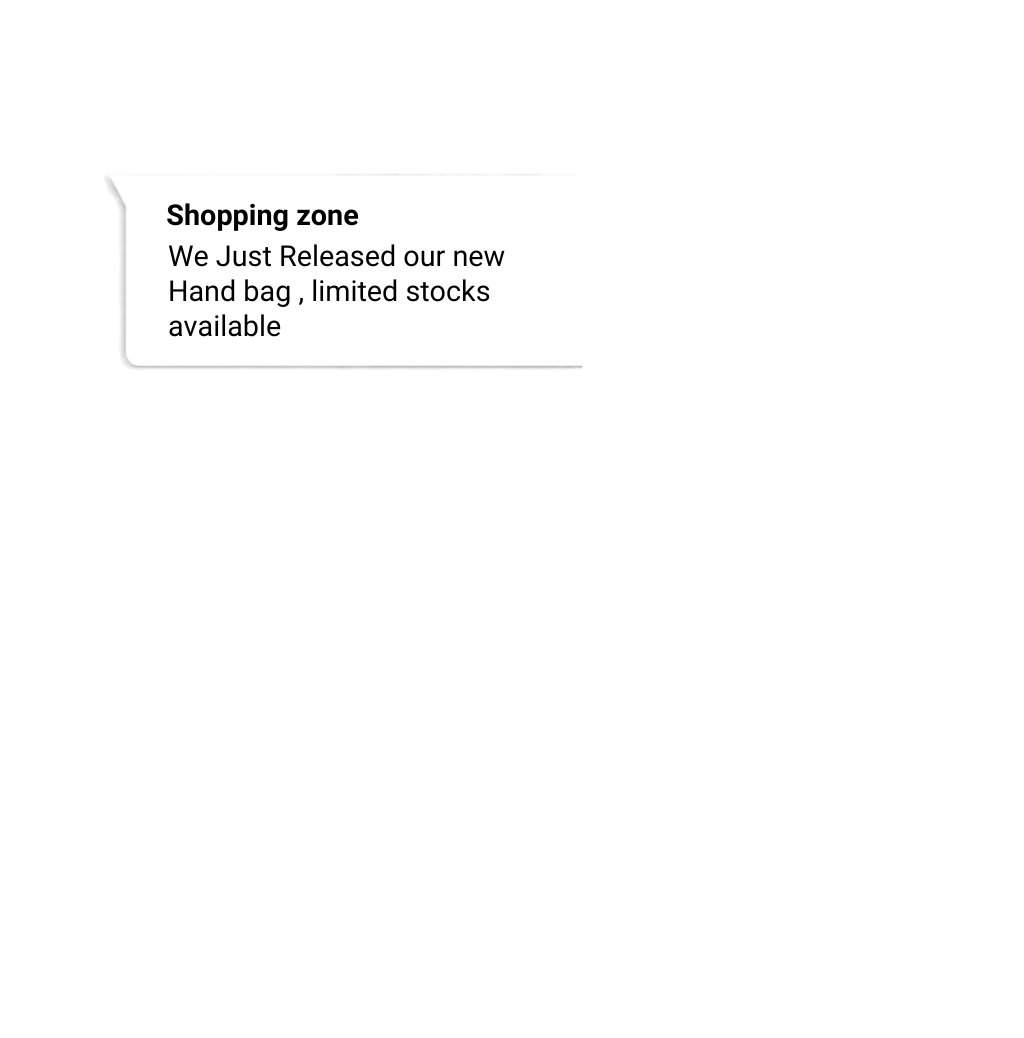 Shopping zone
We Just Released our new
Hand bag , limited stocks
available